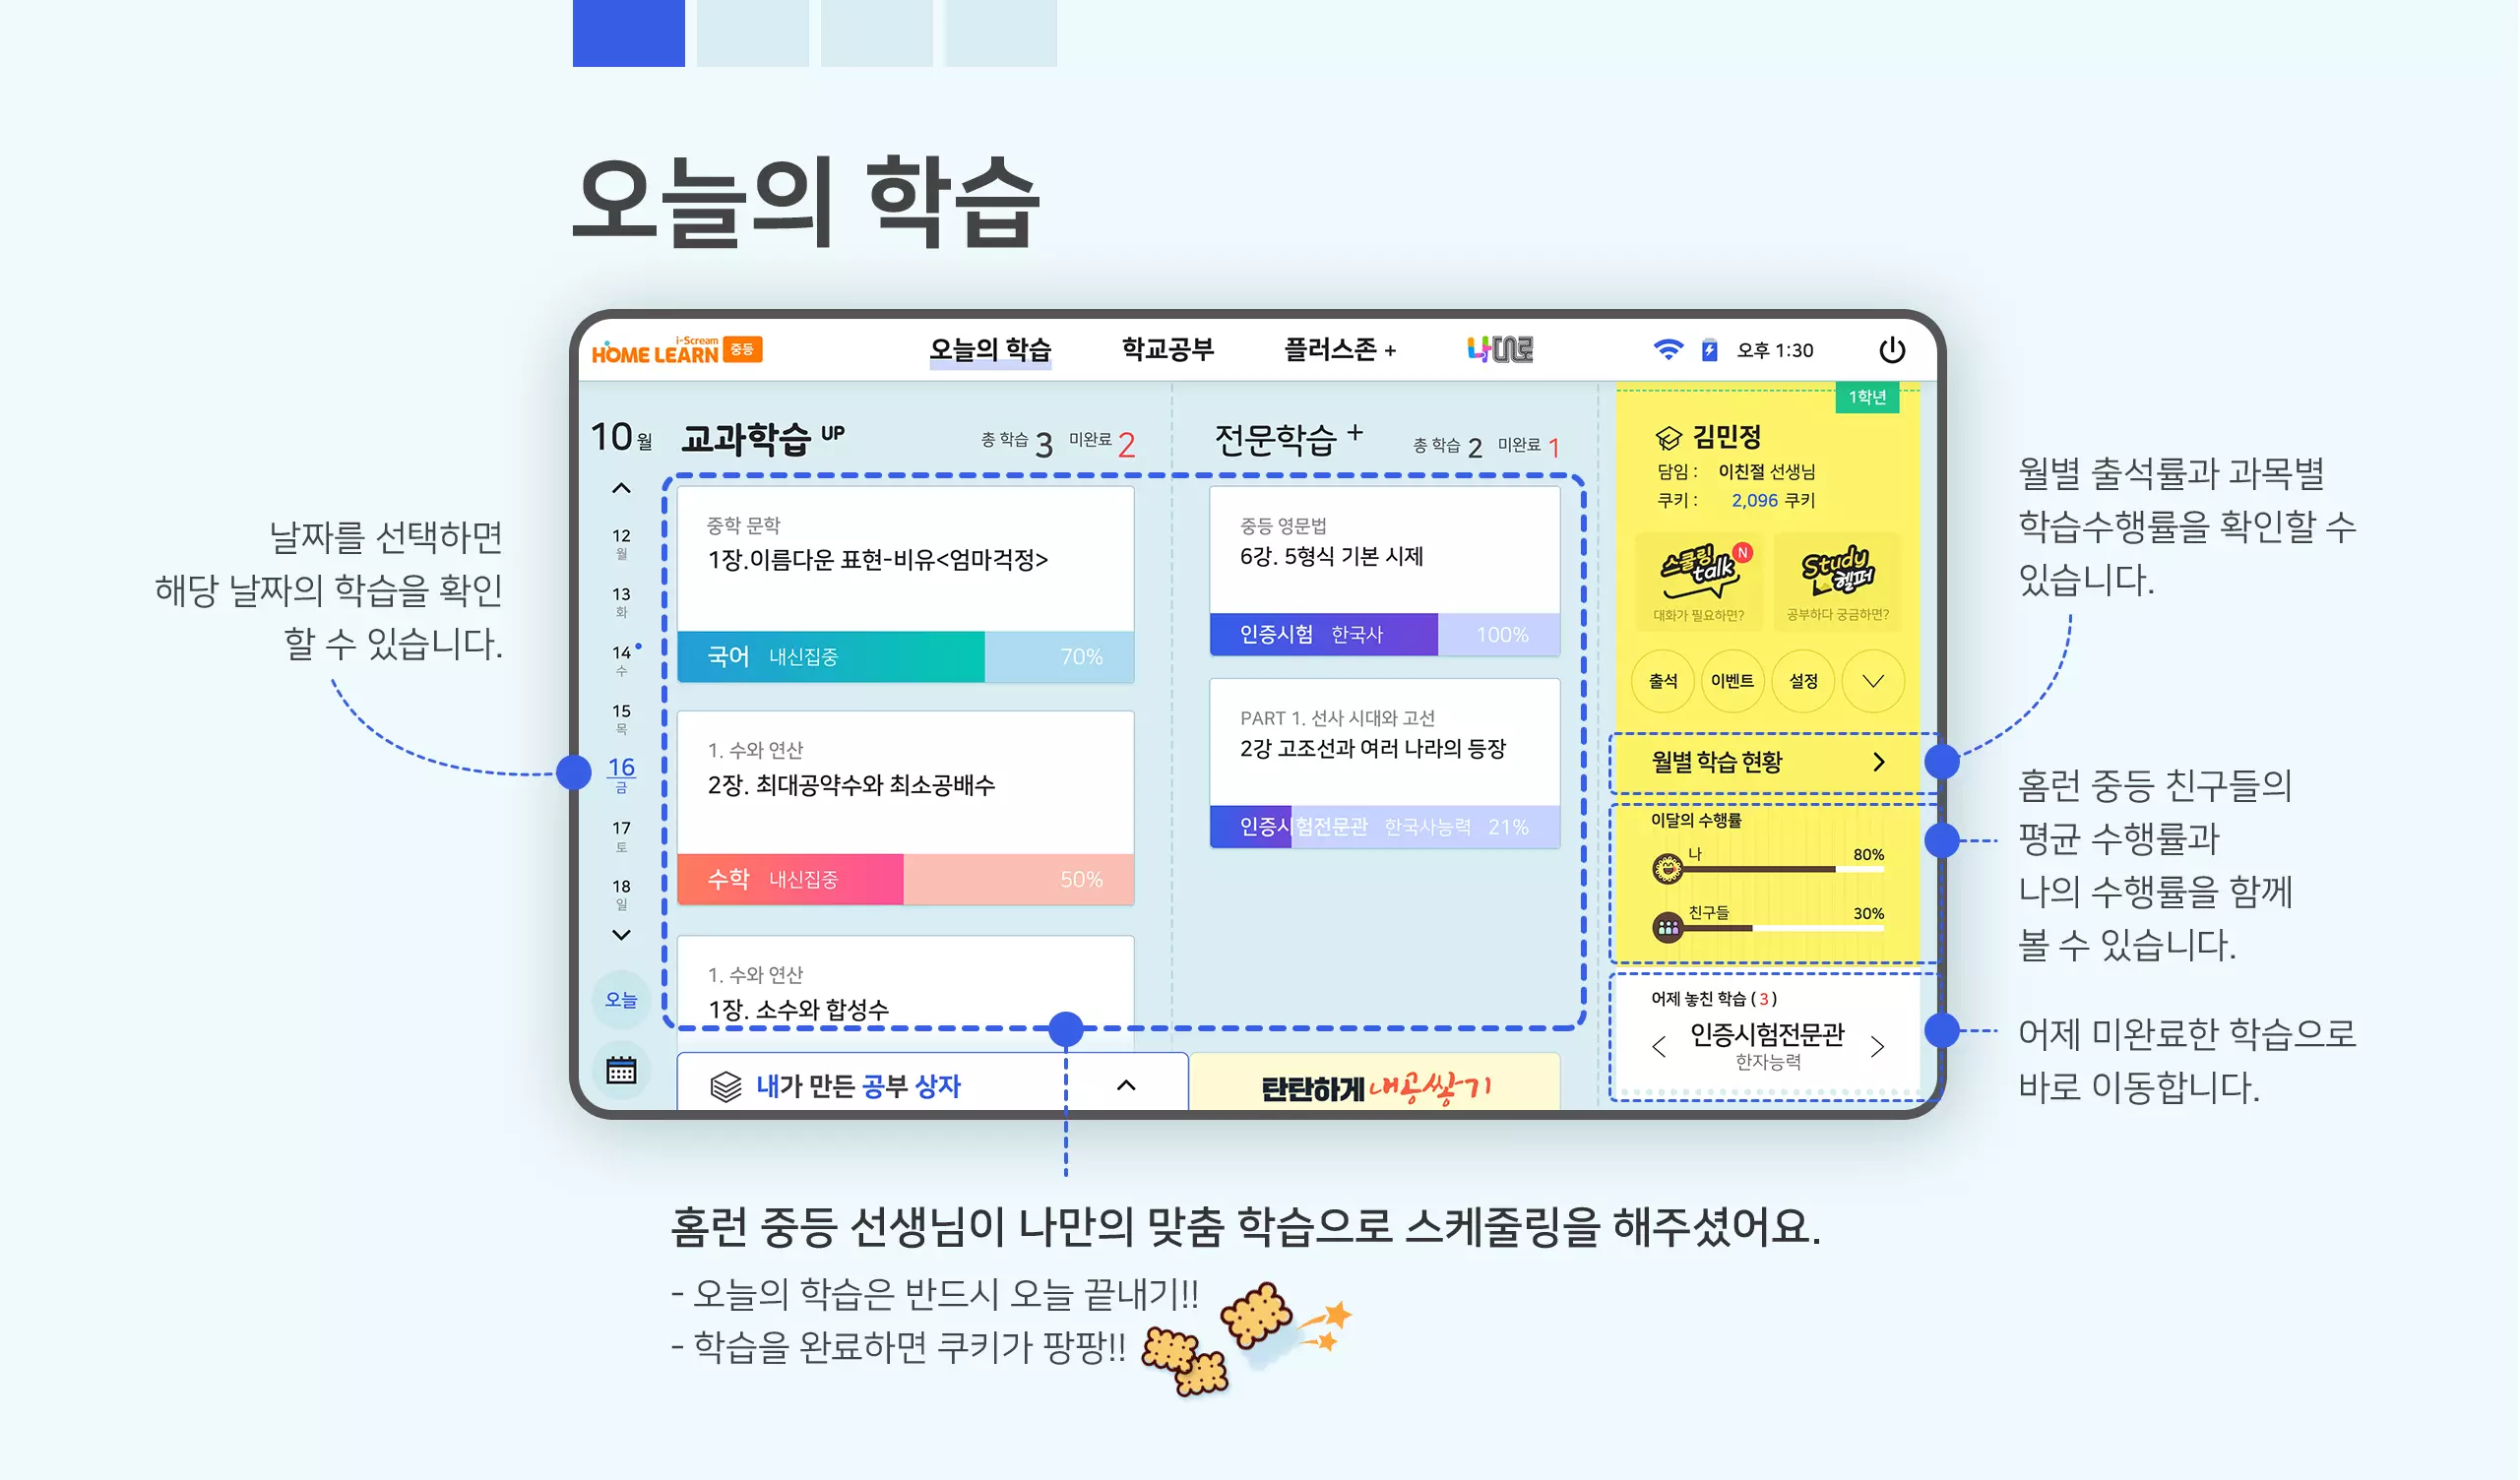 오늘의 학습
i-Scream
HOME LEARN 중등
오늘의 학습
학교공부
플러스존 +
나대로
오후 1:30
10월
12
월
13
화
14
수
15
목
16
금
17
토
18
일
오늘
교과학습 UP
총 학습 3 미완료 2
중학 문학
1장.이름다운 표현-비유<엄마걱정>
국어 내신집중 70%
1. 수와 연산
2장. 최대공약수와 최소공배수
수학 내신집중 50%
1. 수와 연산
1장. 소수와 합성수
내가 만든 공부 상자
전문학습 +
총 학습 2 미완료 1
중등 영문법
6강. 5형식 기본 시제
인증시험 한국사 100%
PART 1. 선사 시대와 고선
2강 고조선과 여러 나라의 등장
인증시험전문관 한국사능력 21%
탄탄하게 내공쌓기
1학년
김민정
담임 : 이친절 선생님
쿠키 : 2,096 쿠키
스쿨링 talk N
대화가 필요하면?
Study 헬퍼
공부하다 궁금하면?
출석
이벤트
설정
월별 학습 현황
이달의 수행률
나 80%
친구들 30%
어제 놓친 학습 ( 3 )
인증시험전문관
한자능력
날짜를 선택하면
해당 날짜의 학습을 확인
할 수 있습니다.
월별 출석률과 과목별
학습수행률을 확인할 수
있습니다.
홈런 중등 친구들의
평균 수행률과
나의 수행률을 함께
볼 수 있습니다.
어제 미완료한 학습으로
바로 이동합니다.
홈런 중등 선생님이 나만의 맞춤 학습으로 스케줄링을 해주셨어요.
- 오늘의 학습은 반드시 오늘 끝내기!!
- 학습을 완료하면 쿠키가 팡팡!!